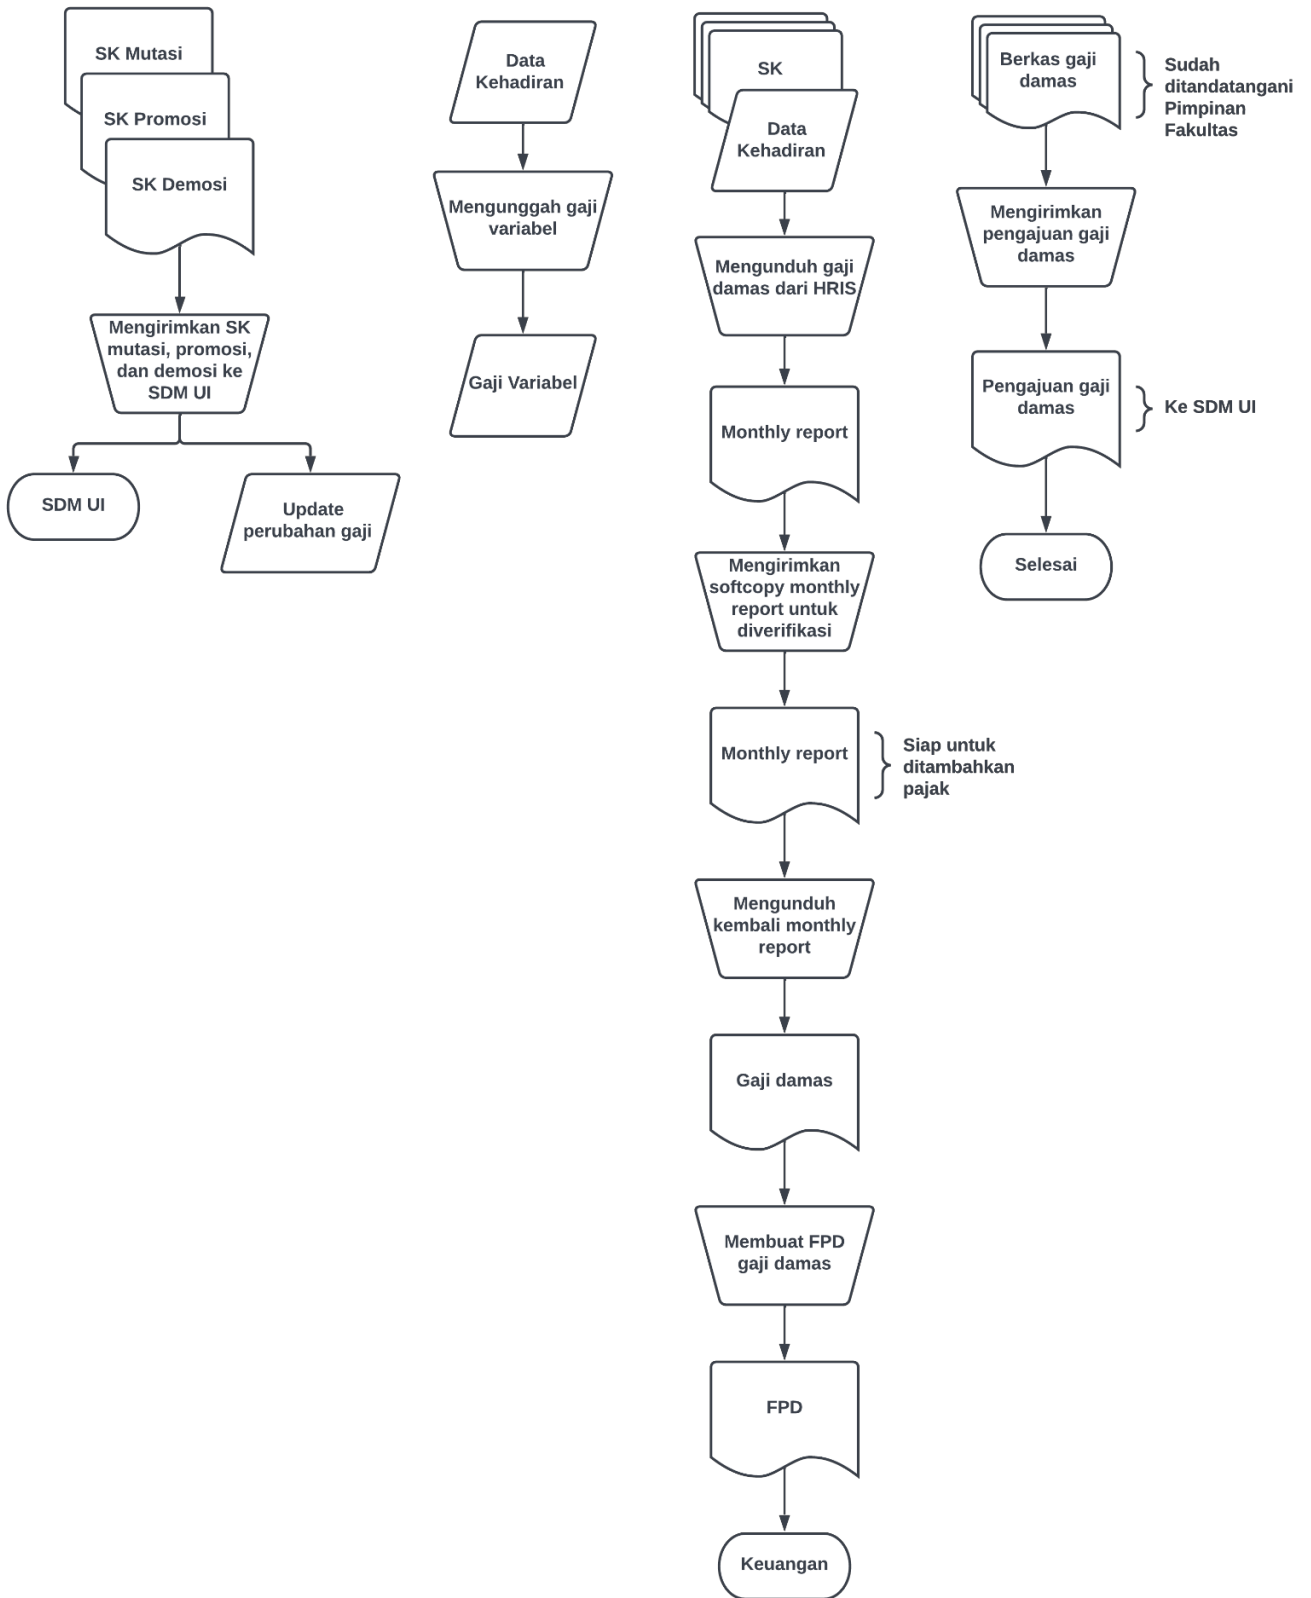 SK Mutasi
SK Promosi
SK Demosi
Mengirimkan SK
mutasi, promosi,
dan demosi ke
SDM UI
SDM UI
Update
perubahan gaji
Data
Kehadiran
Mengunggah gaji
variabel
Gaji Variabel
SK
Data
Kehadiran
Mengunduh gaji
damas dari HRIS
Monthly report
Mengirimkan
softcopy monthly
report untuk
diverifikasi
Monthly report
Siap untuk
ditambahkan
pajak
Mengunduh
kembali monthly
report
Gaji damas
Membuat FPD
gaji damas
FPD
Keuangan
Berkas gaji
damas
Sudah
ditandatangani
Pimpinan
Fakultas
Mengirimkan
pengajuan gaji
damas
Pengajuan gaji
damas
Ke SDM UI
Selesai